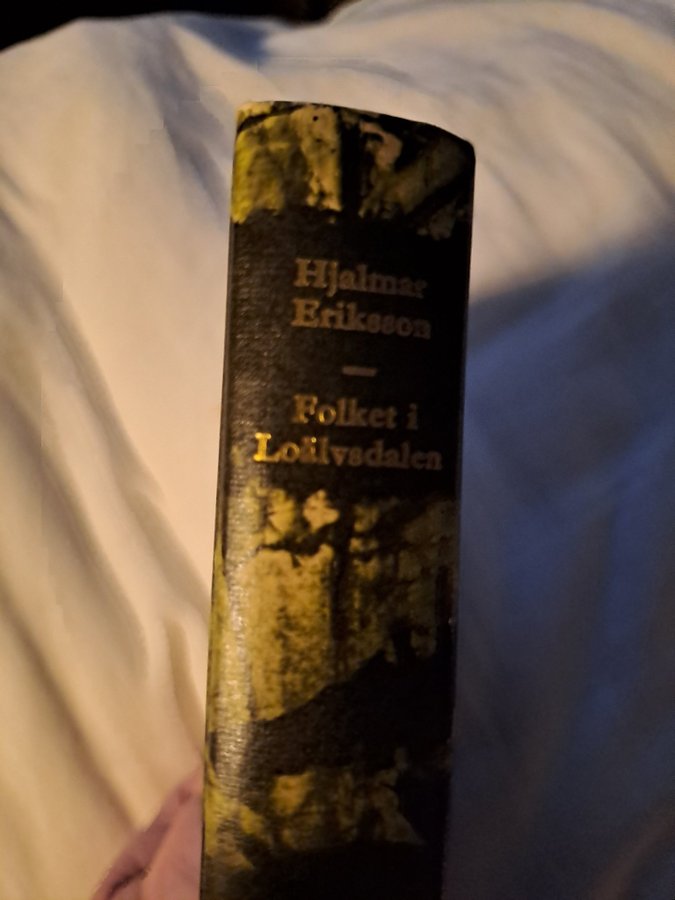 Hjalmar
Eriksson
—
Folket i
Loälvsdalen